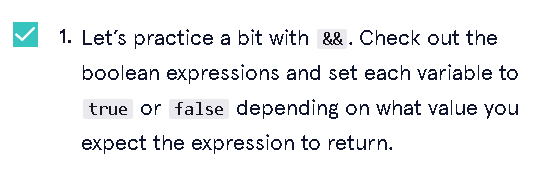 1. Let's practice a bit with &&. Check out the
boolean expressions and set each variable to
true or false depending on what value you
expect the expression to return.